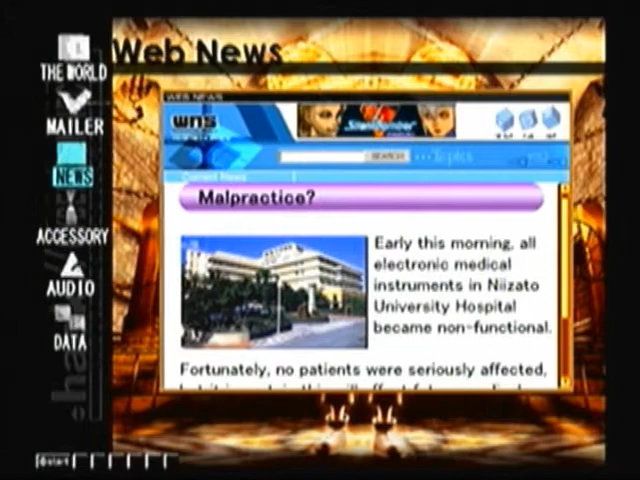 Web News
THE WORLD
MAILER
NEWS
ACCESSORY
AUDIO
DATA
WEB NEWS
wns
SEARCH
Topics
Current News
Malpractice?
Early this morning, all
electronic medical
instruments in Niizato
University Hospital
became non-functional.
Fortunately, no patients were seriously affected,